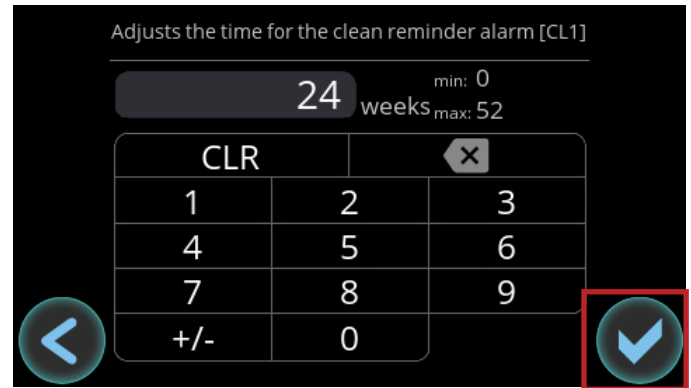 Adjusts the time for the clean reminder alarm [CL1]
24 weeks min: 0
max: 52
CLR
1 2 3
4 5 6
7 8 9
+/- 0